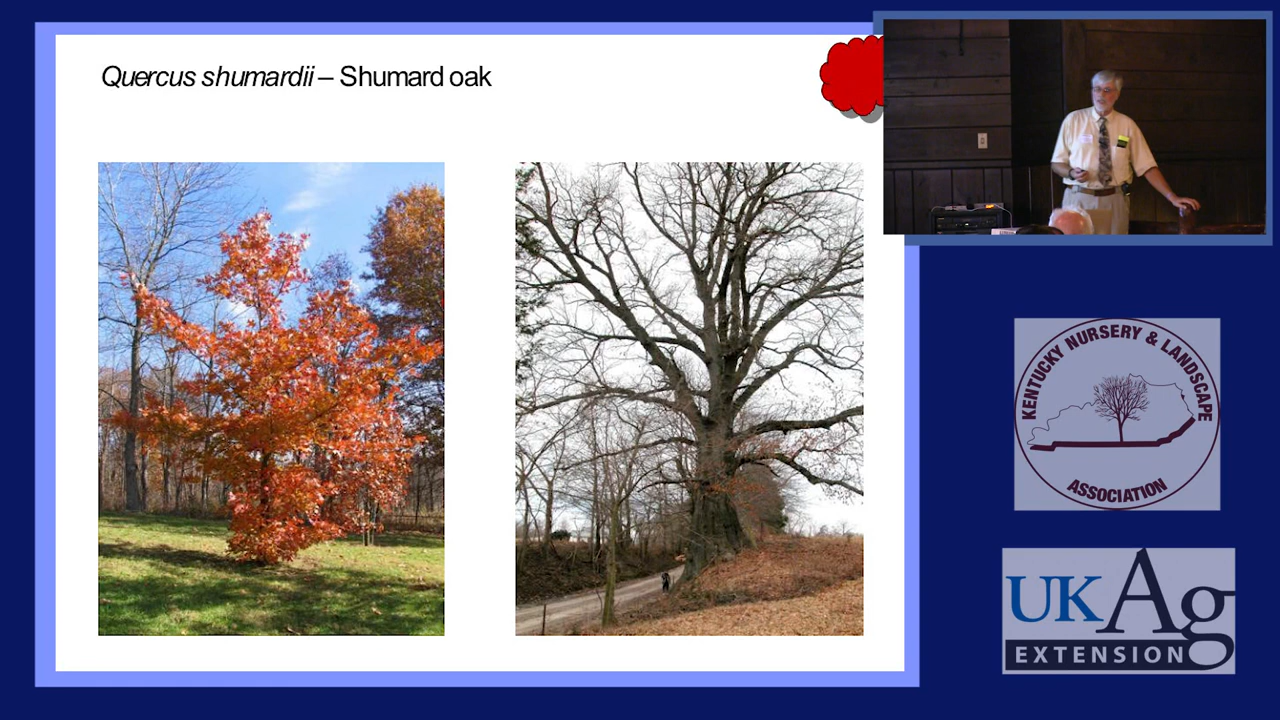 Quercus shumardii – Shumard oak
KENTUCKY NURSERY & LANDSCAPE
ASSOCIATION
UKAg
EXTENSION